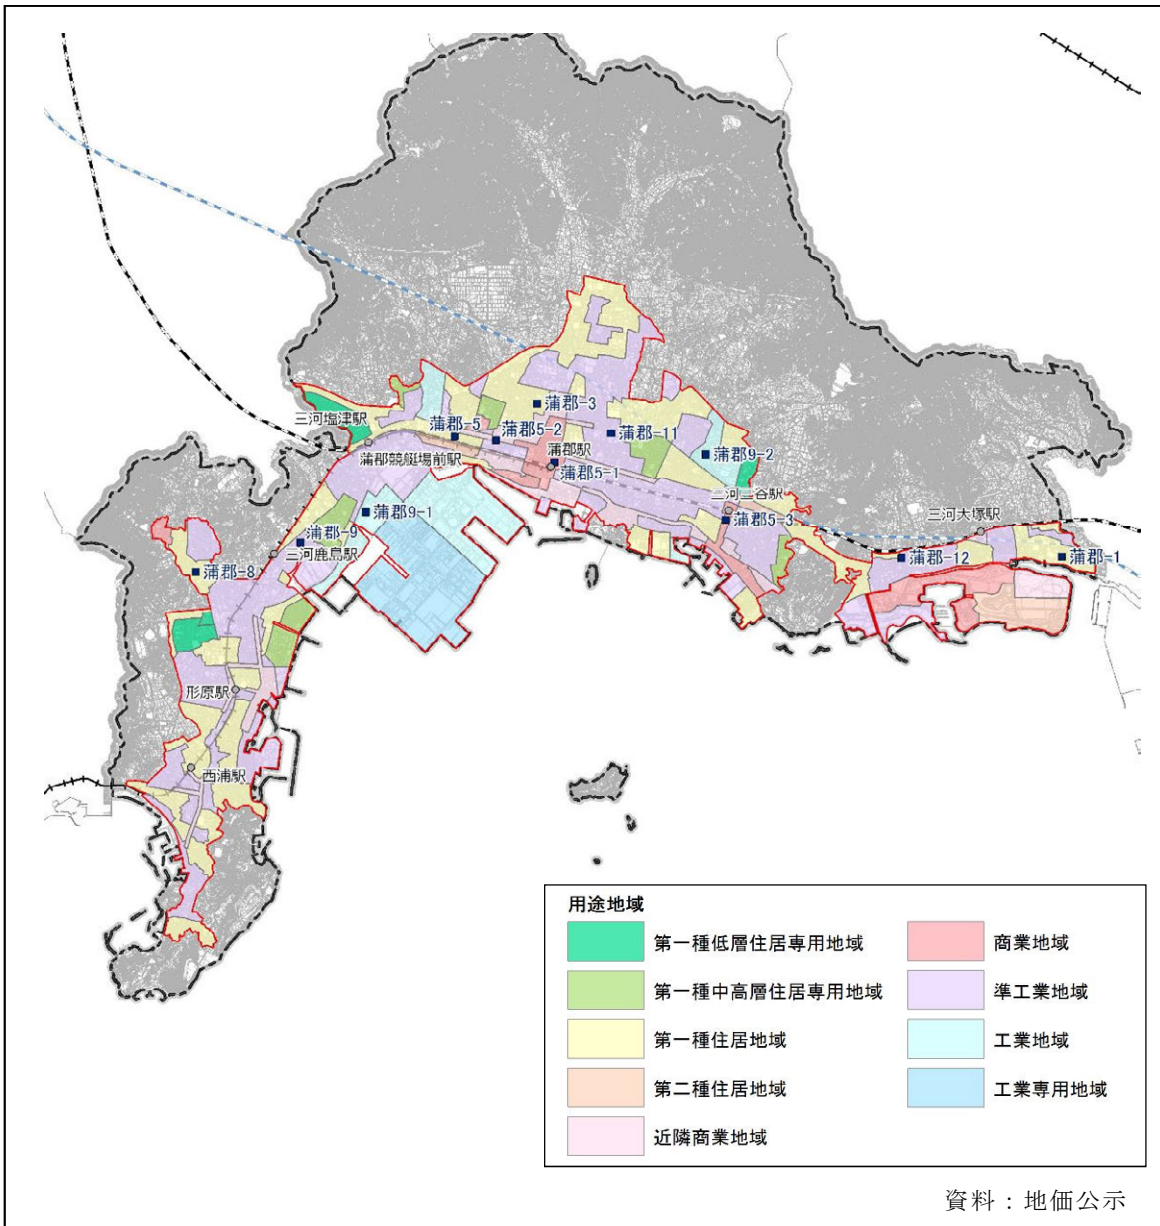 蒲郡-3
三河塩津駅
蒲郡-5
蒲郡5-2
蒲郡-11
蒲郡競艇場前駅
蒲郡駅
蒲郡9-2
蒲郡5-1
三河三谷駅
蒲郡9-1
蒲郡5-3
三河大塚駅
蒲郡-9
三河鹿島駅
蒲郡-12
蒲郡-1
蒲郡-8
形原駅
西浦駅
用途地域
第一種低層住居専用地域
第一種中高層住居専用地域
第一種住居地域
第二種住居地域
近隣商業地域
商業地域
準工業地域
工業地域
工業専用地域
資料：地価公示